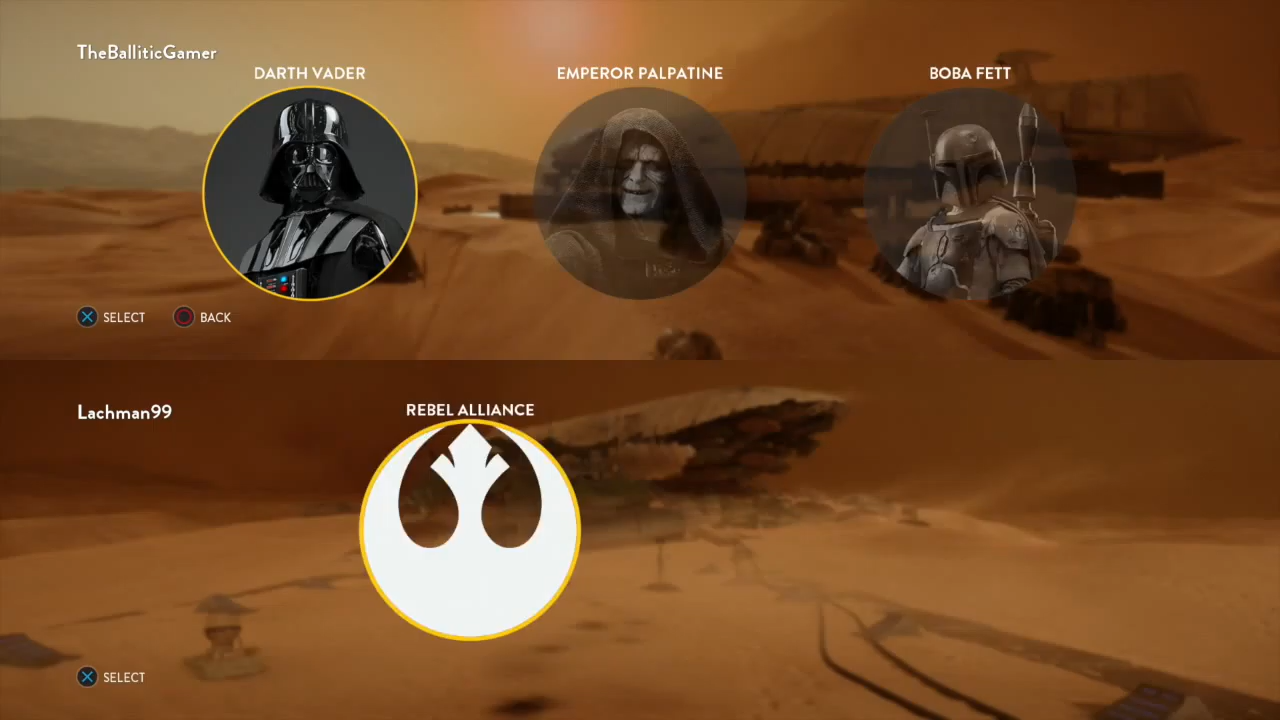 TheBalliticGamer
DARTH VADER
EMPEROR PALPATINE
BOBA FETT
SELECT
BACK
Lachman99
REBEL ALLIANCE
SELECT